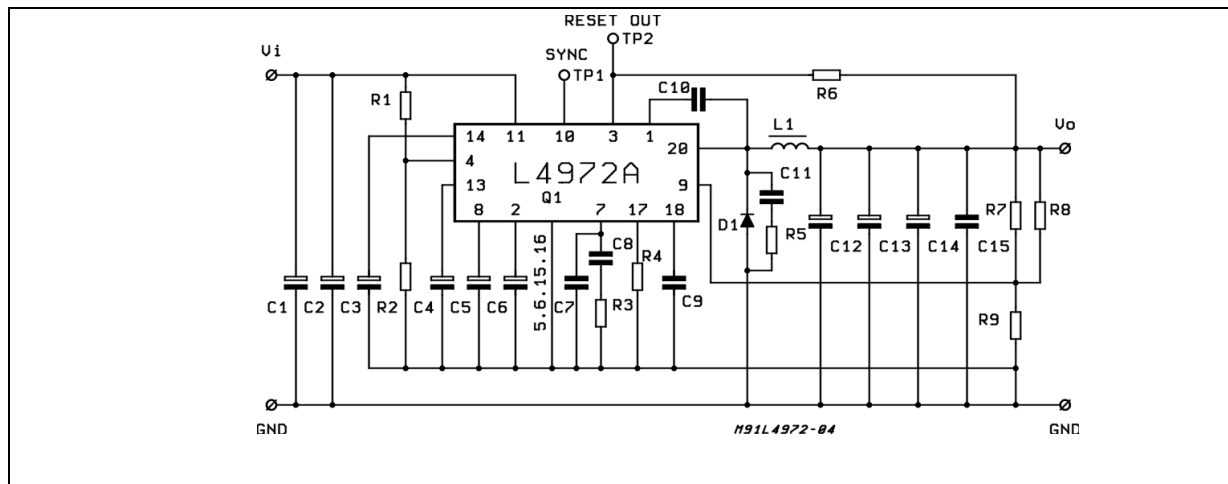 RESET OUT
TP2
Vi
SYNC
TP1
C10
R6
R1
L1
Vo
14
11
10
3
1
20
4
L4972A
C11
13
9
Q1
8
2
7
17
18
D1
R5
R7
R8
C8
R4
C12
C13
C14
C15
5.6.15.16
C1
C2
C3
R2
C4
C5
C6
C7
R3
C9
R9
GND
M91L4972-04
GND